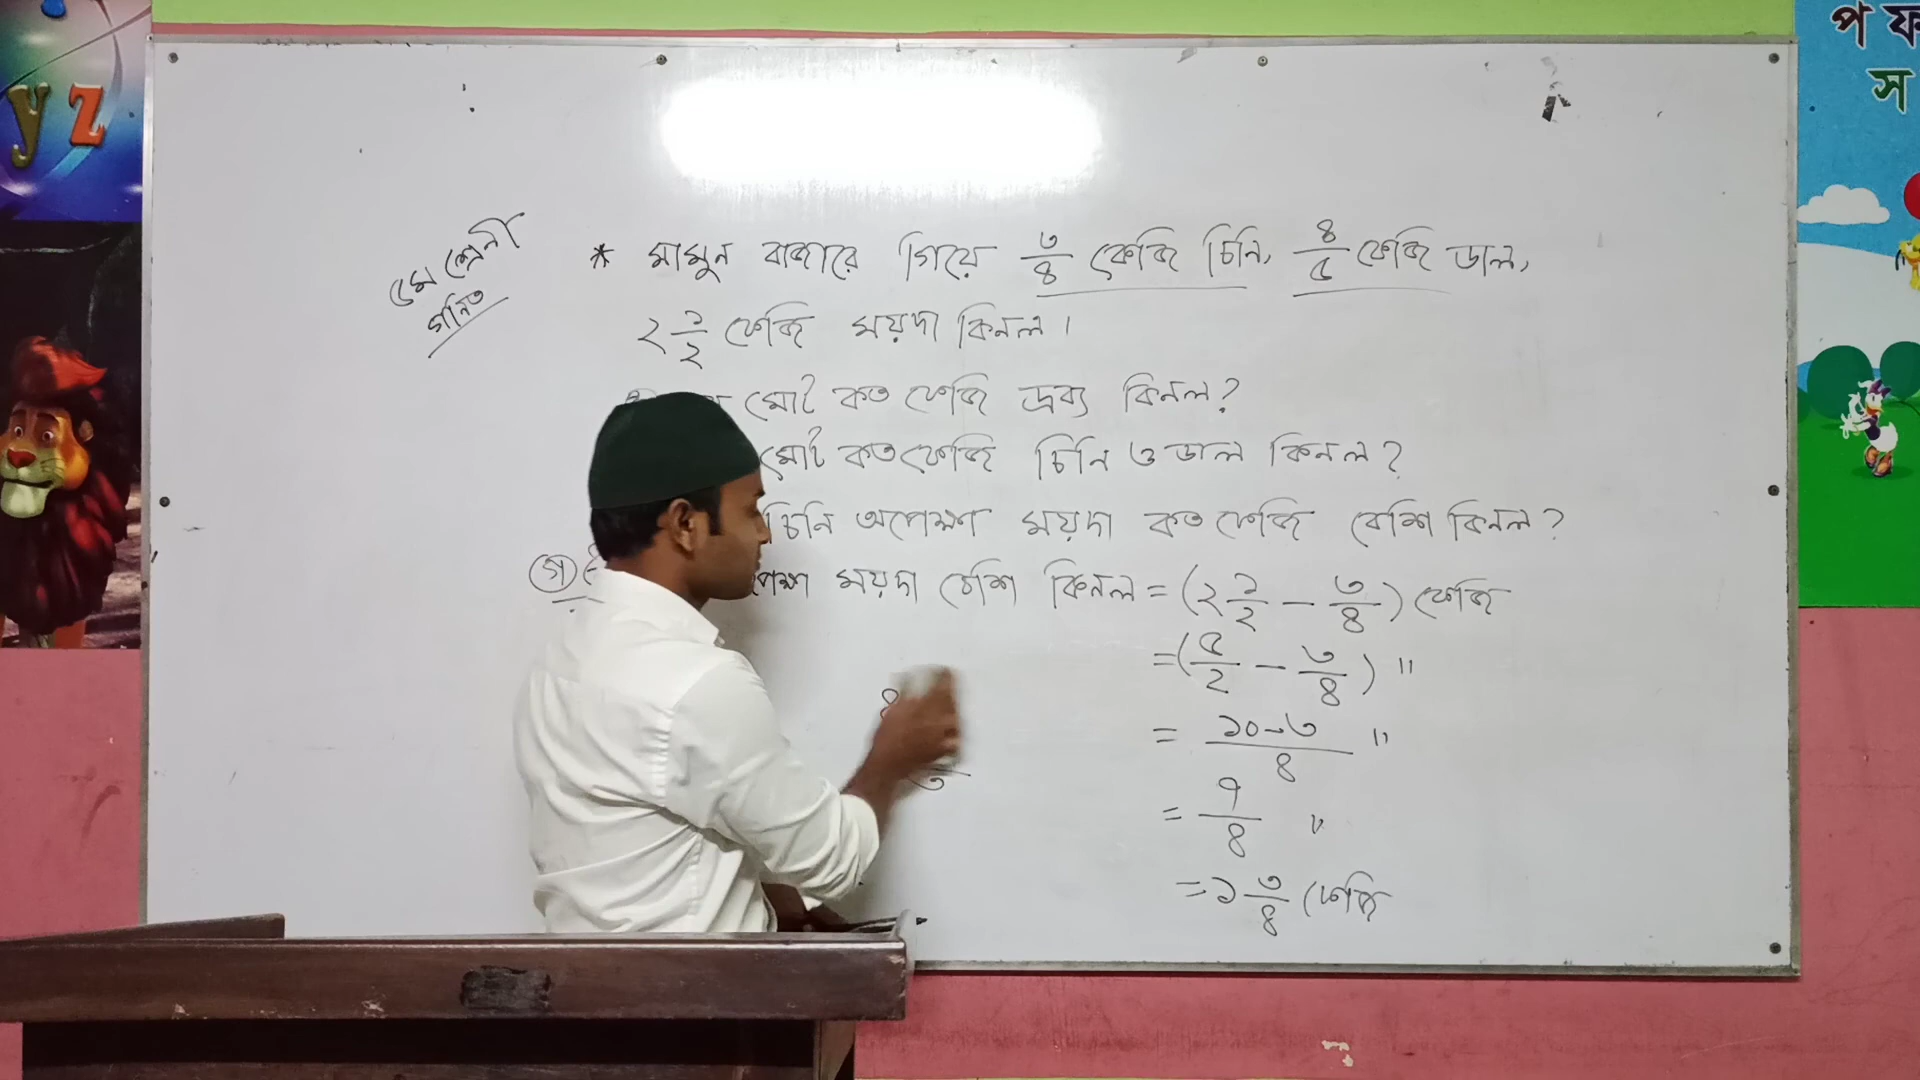 y z
প ফ
স
৫ম শ্রেনী
গনিত
* মামুন বাজারে গিয়ে ৩/৪ কেজি চিনি, ৪/৫ কেজি ডাল,
২ ১/২ কেজি ময়দা কিনল।
মোট কত কেজি দ্রব্য কিনল?
মোট কত কেজি চিনি ও ডাল কিনল?
চিনি অপেক্ষা ময়দা কত কেজি বেশি কিনল?
(গ) ময়দা বেশি কিনল = (২ ১/২ - ৩/৪) কেজি
= (৫/২ - ৩/৪) "
= ১০-৩/৪ "
= ৭/৪ "
= ১ ৩/৪ কেজি